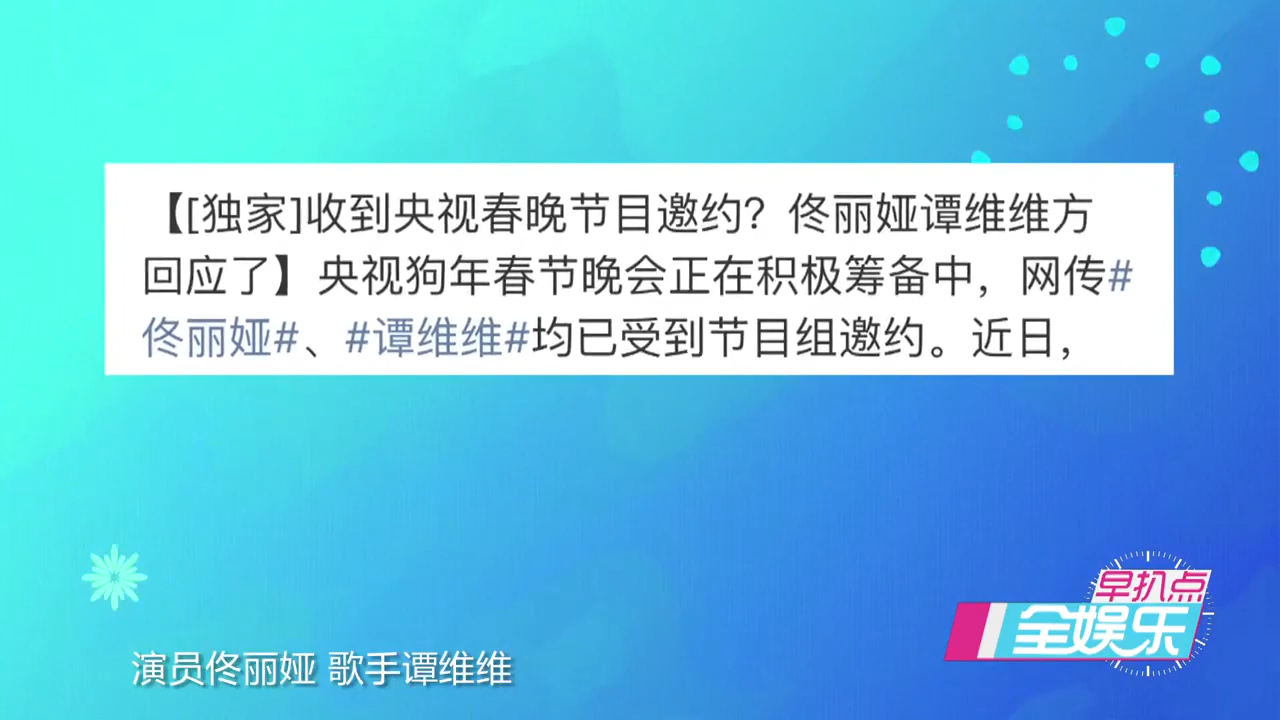 【[独家]收到央视春晚节目邀约？佟丽娅谭维维方
回应了】央视狗年春节晚会正在积极筹备中，网传#
佟丽娅#、#谭维维#均已受到节目组邀约。近日，
早扒点
全娱乐
演员佟丽娅 歌手谭维维